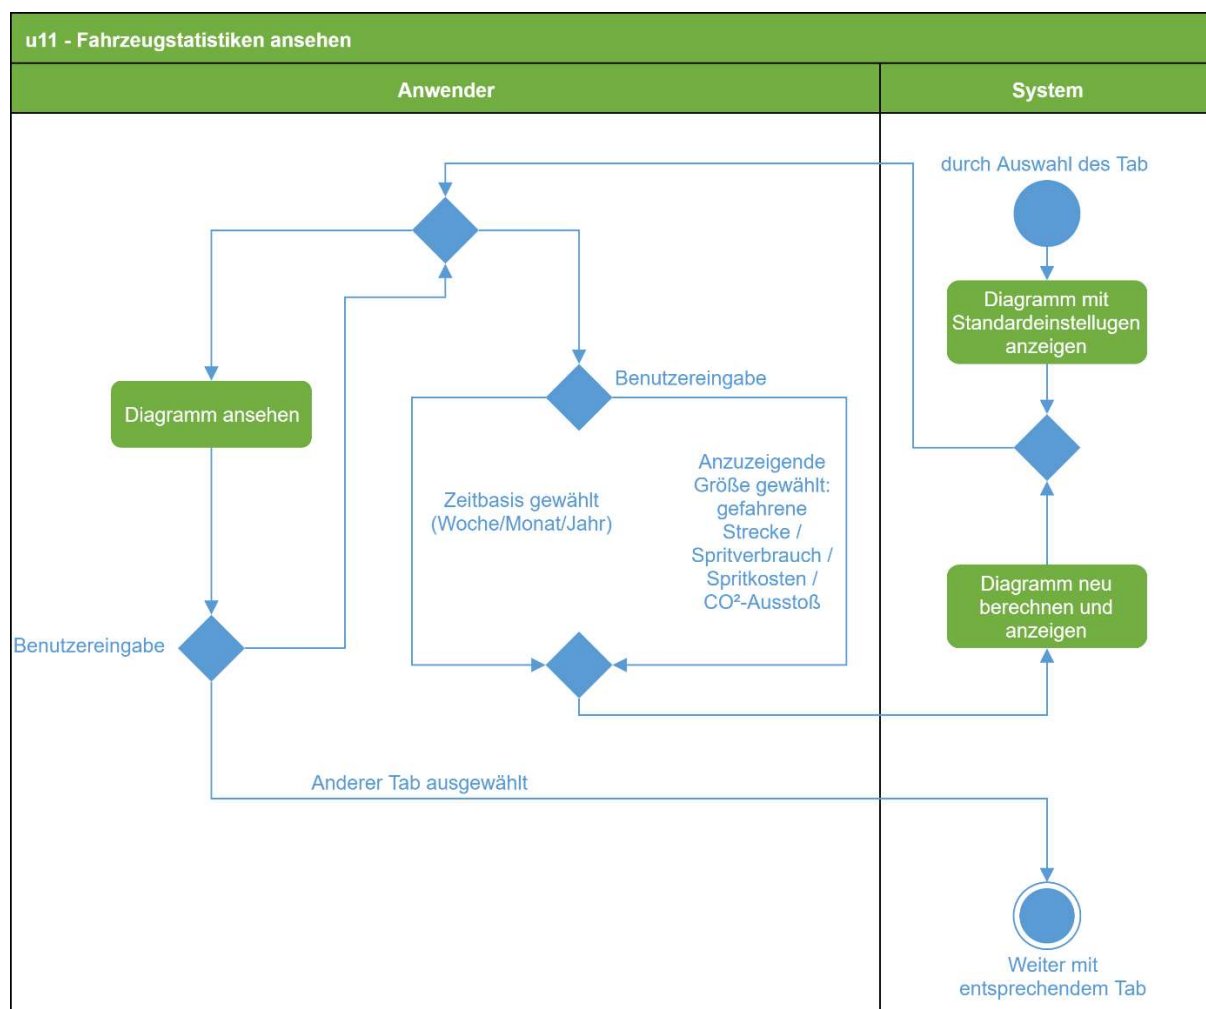 u11 - Fahrzeugstatistiken ansehen
Anwender
System
durch Auswahl des Tab
Diagramm mit
Standardeinstellugen
anzeigen
Benutzereingabe
Diagramm ansehen
Anzuzeigende
Größe gewählt:
gefahrene
Strecke /
Spritverbrauch /
Spritkosten /
CO²-Ausstoß
Zeitbasis gewählt
(Woche/Monat/Jahr)
Diagramm neu
berechnen und
anzeigen
Benutzereingabe
Anderer Tab ausgewählt
Weiter mit
entsprechendem Tab